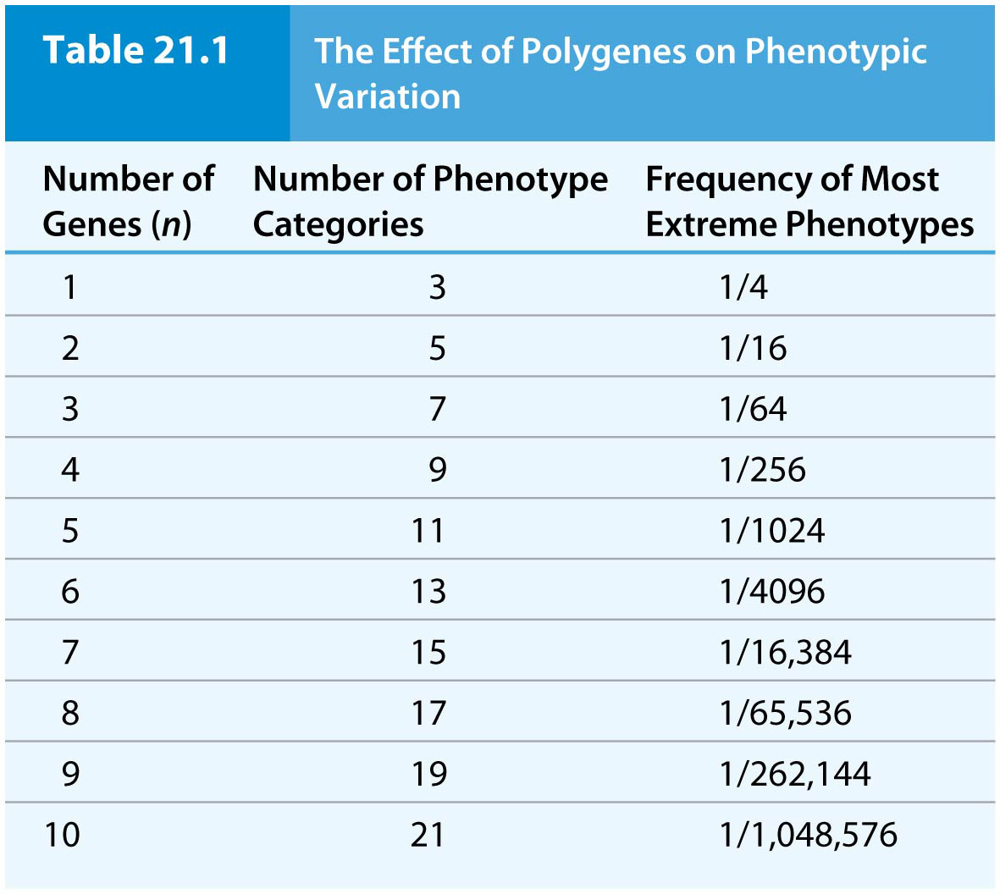 Table 21.1
The Effect of Polygenes on Phenotypic
Variation
Number of Genes (n) Number of Phenotype Categories Frequency of Most Extreme Phenotypes
1 3 1/4
2 5 1/16
3 7 1/64
4 9 1/256
5 11 1/1024
6 13 1/4096
7 15 1/16,384
8 17 1/65,536
9 19 1/262,144
10 21 1/1,048,576